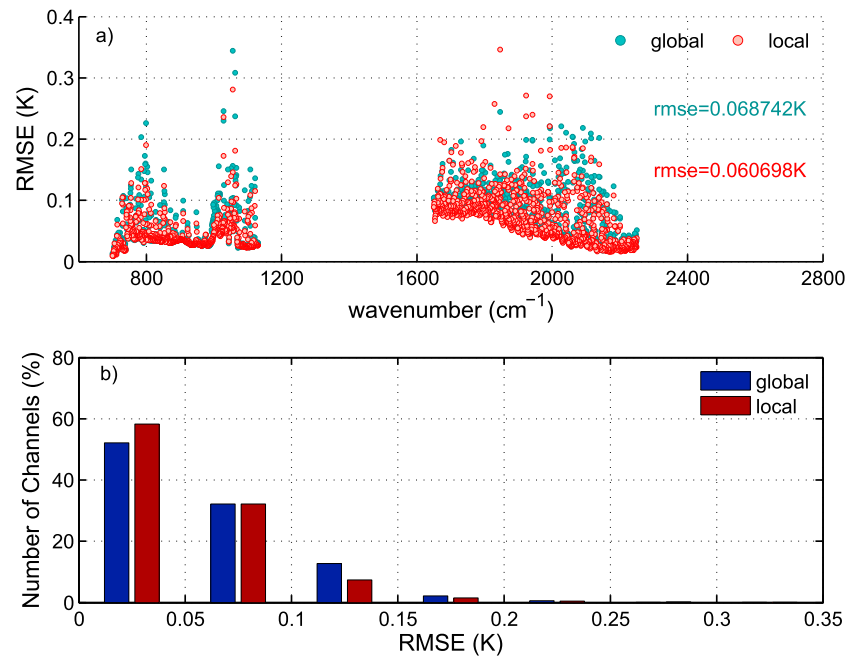 a)
global
local
rmse=0.068742K
rmse=0.060698K
RMSE (K)
0.4
0.3
0.2
0.1
0
800
1200
1600
2000
2400
2800
wavenumber (cm⁻¹)
b)
global
local
Number of Channels (%)
80
60
40
20
0
0
0.05
0.1
0.15
0.2
0.25
0.3
0.35
RMSE (K)